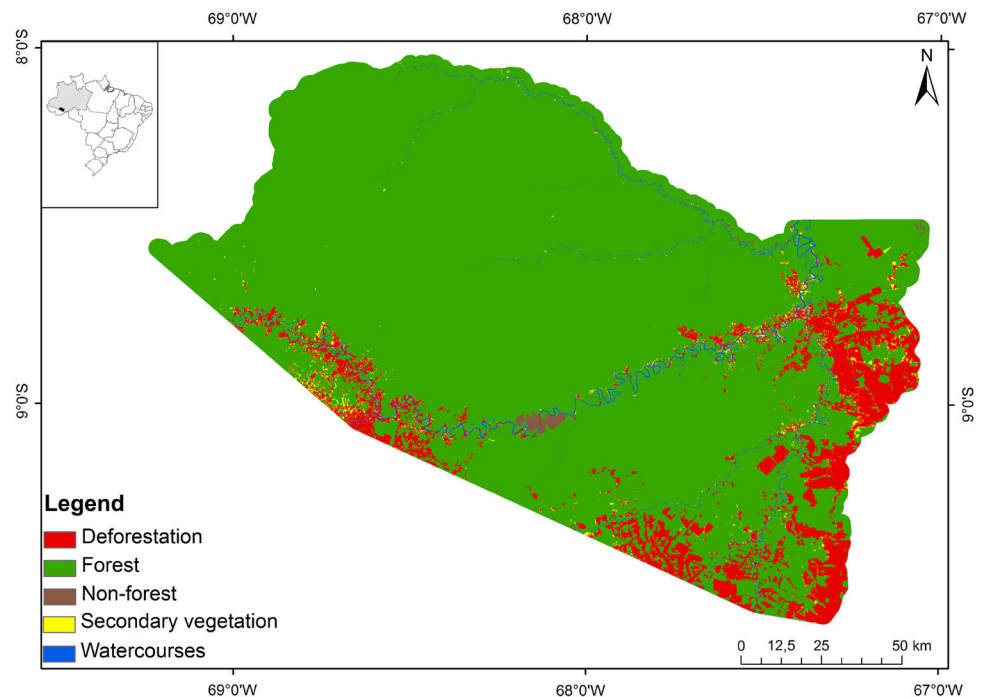 69°0'W 68°0'W 67°0'W
8°0'S
N
9°0'S 9°0'S
Legend
Deforestation
Forest
Non-forest
Secondary vegetation
Watercourses
0 12,5 25 50 km
69°0'W 68°0'W 67°0'W